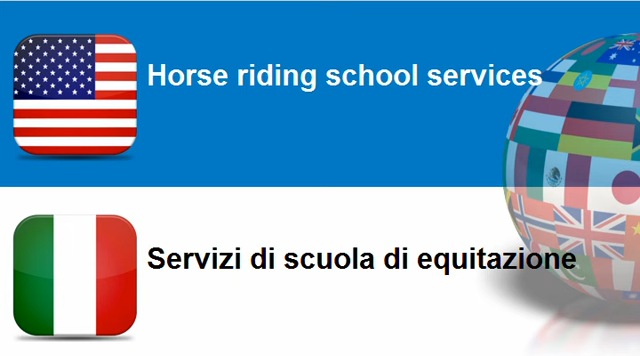 Horse riding school services
Servizi di scuola di equitazione